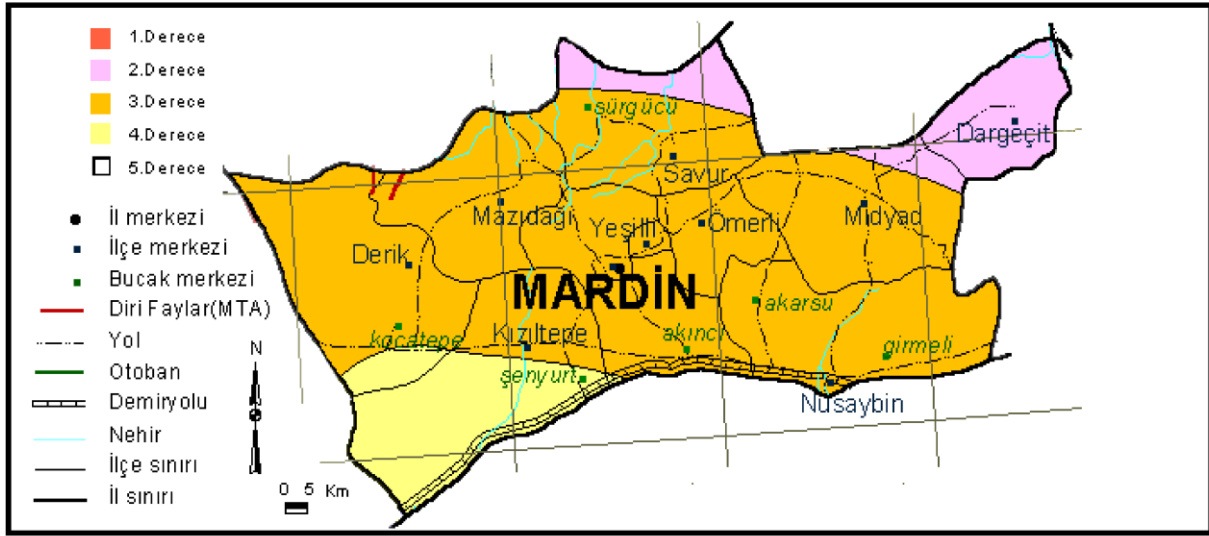 1.Derece
2.Derece
3.Derece
4.Derece
5.Derece
İl merkezi
İlçe merkezi
Bucak merkezi
Diri Faylar(MTA)
Yol
Otoban
Demiryolu
Nehir
İlçe sınırı
İl sınırı
N
0 5 Km
sürgücü
Dargeçit
Savur
Mazıdağı
Yeşilli
Ömerli
Midyad
Derik
MARDİN
akarsu
kocatepe
Kızıltepe
akıncı
girmeli
şenyurt
Nusaybin